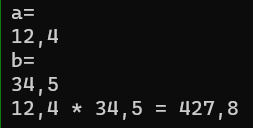 a=
12,4
b=
34,5
12,4 * 34,5 = 427,8